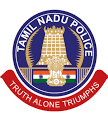 TAMIL NADU POLICE
TRUTH ALONE TRIUMPHS